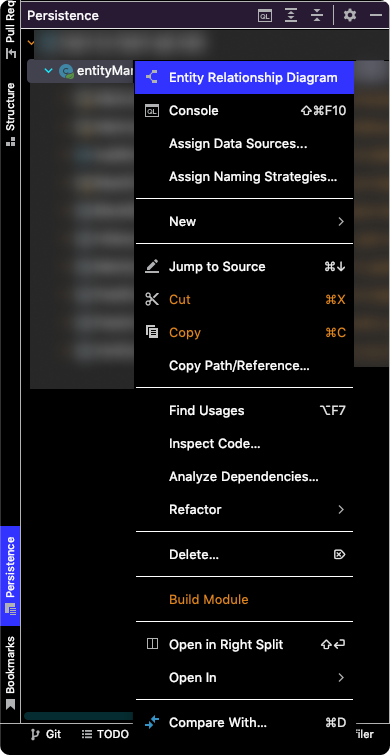 Persistence
Pull Req
Structure
entityMa
Entity Relationship Diagram
Console ⇧⌘F10
Assign Data Sources...
Assign Naming Strategies...
New
Jump to Source ⌘↓
Cut ⌘X
Copy ⌘C
Copy Path/Reference...
Find Usages ⌥F7
Inspect Code...
Analyze Dependencies...
Refactor
Delete... ⌦
Build Module
Open in Right Split ⇧⏎
Open In
Compare With... ⌘D
Persistence
Bookmarks
Git
TODO
filer